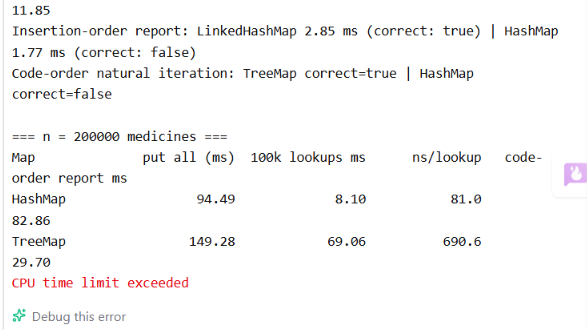 11.85
Insertion-order report: LinkedHashMap 2.85 ms (correct: true) | HashMap
1.77 ms (correct: false)
Code-order natural iteration: TreeMap correct=true | HashMap
correct=false
=== n = 200000 medicines ===
Map put all (ms) 100k lookups ms ns/lookup code-
order report ms
HashMap 94.49 8.10 81.0
82.86
TreeMap 149.28 69.06 690.6
29.70
CPU time limit exceeded
Debug this error